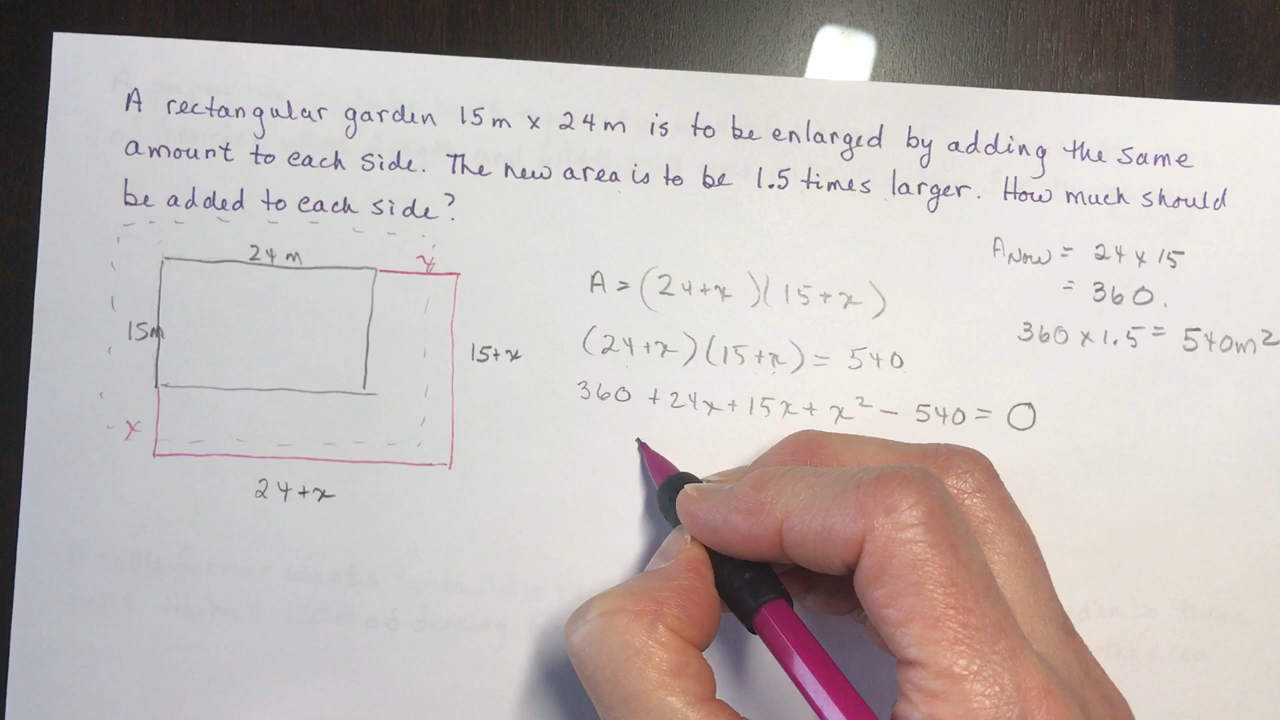 A rectangular garden 15m x 24m is to be enlarged by adding the same
amount to each side. The new area is to be 1.5 times larger. How much should
be added to each side?
24 m
x
15m
15+x
x
24+x
A = (24+x)(15+x)
(24+x)(15+x) = 540
360 + 24x + 15x + x² - 540 = 0
A Now = 24 x 15
= 360.
360 x 1.5 = 540m²